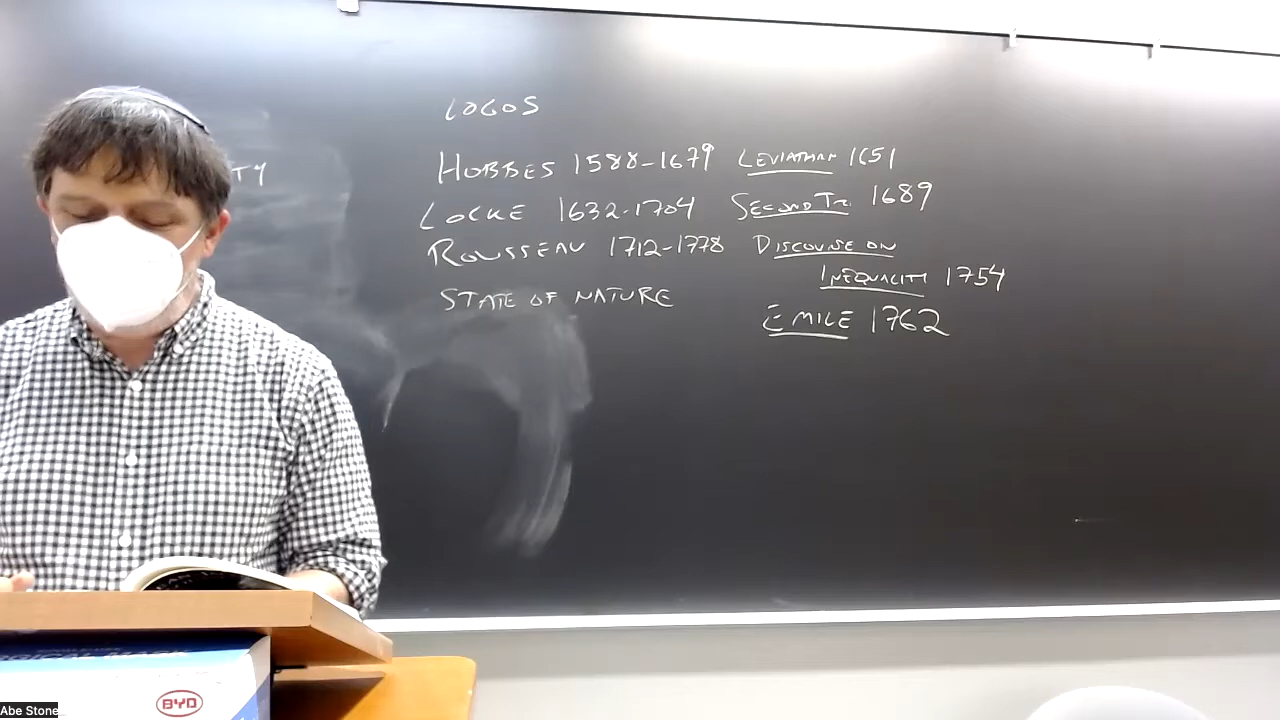 LOGOS
TY
HOBBES 1588-1679 LEVIATHAN 1651
LOCKE 1632-1704 SECOND TR. 1689
ROUSSEAU 1712-1778 DISCOURSE ON
INEQUALITY 1754
STATE OF NATURE
EMILE 1762
BYD
Abe Stone